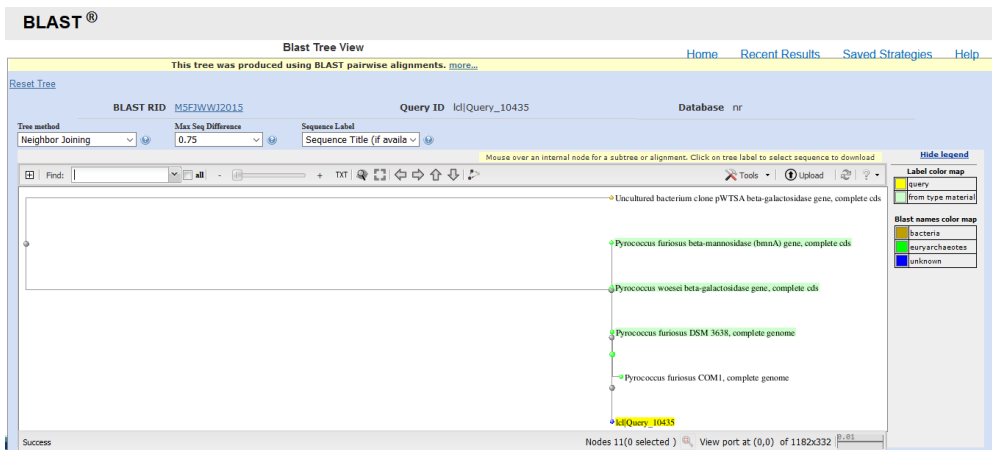 BLAST ®
Blast Tree View
Home Recent Results Saved Strategies Help
This tree was produced using BLAST pairwise alignments. more...
Reset Tree
BLAST RID M5FJWWJ2015 Query ID lcl|Query_10435 Database nr
Tree method Max Seq Difference Sequence Label
Neighbor Joining 0.75 Sequence Title (if availa
Mouse over an internal node for a subtree or alignment. Click on tree label to select sequence to download
Hide legend
Find: all - + TXT Tools Upload ?
Label color map
query
from type material
Blast names color map
bacteria
euryarchaeotes
unknown
Uncultured bacterium clone pWTSA beta-galactosidase gene, complete cds
Pyrococcus furiosus beta-mannosidase (bmnA) gene, complete cds
Pyrococcus woesei beta-galactosidase gene, complete cds
Pyrococcus furiosus DSM 3638, complete genome
Pyrococcus furiosus COM1, complete genome
lcl|Query_10435
Success Nodes 11(0 selected ) View port at (0,0) of 1182x332 0.01